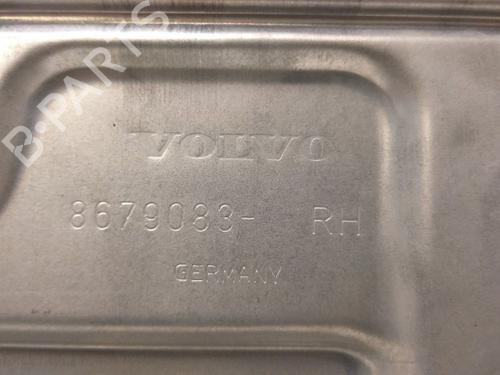 B-PARTS
VOLVO
8679083- RH
GERMANY